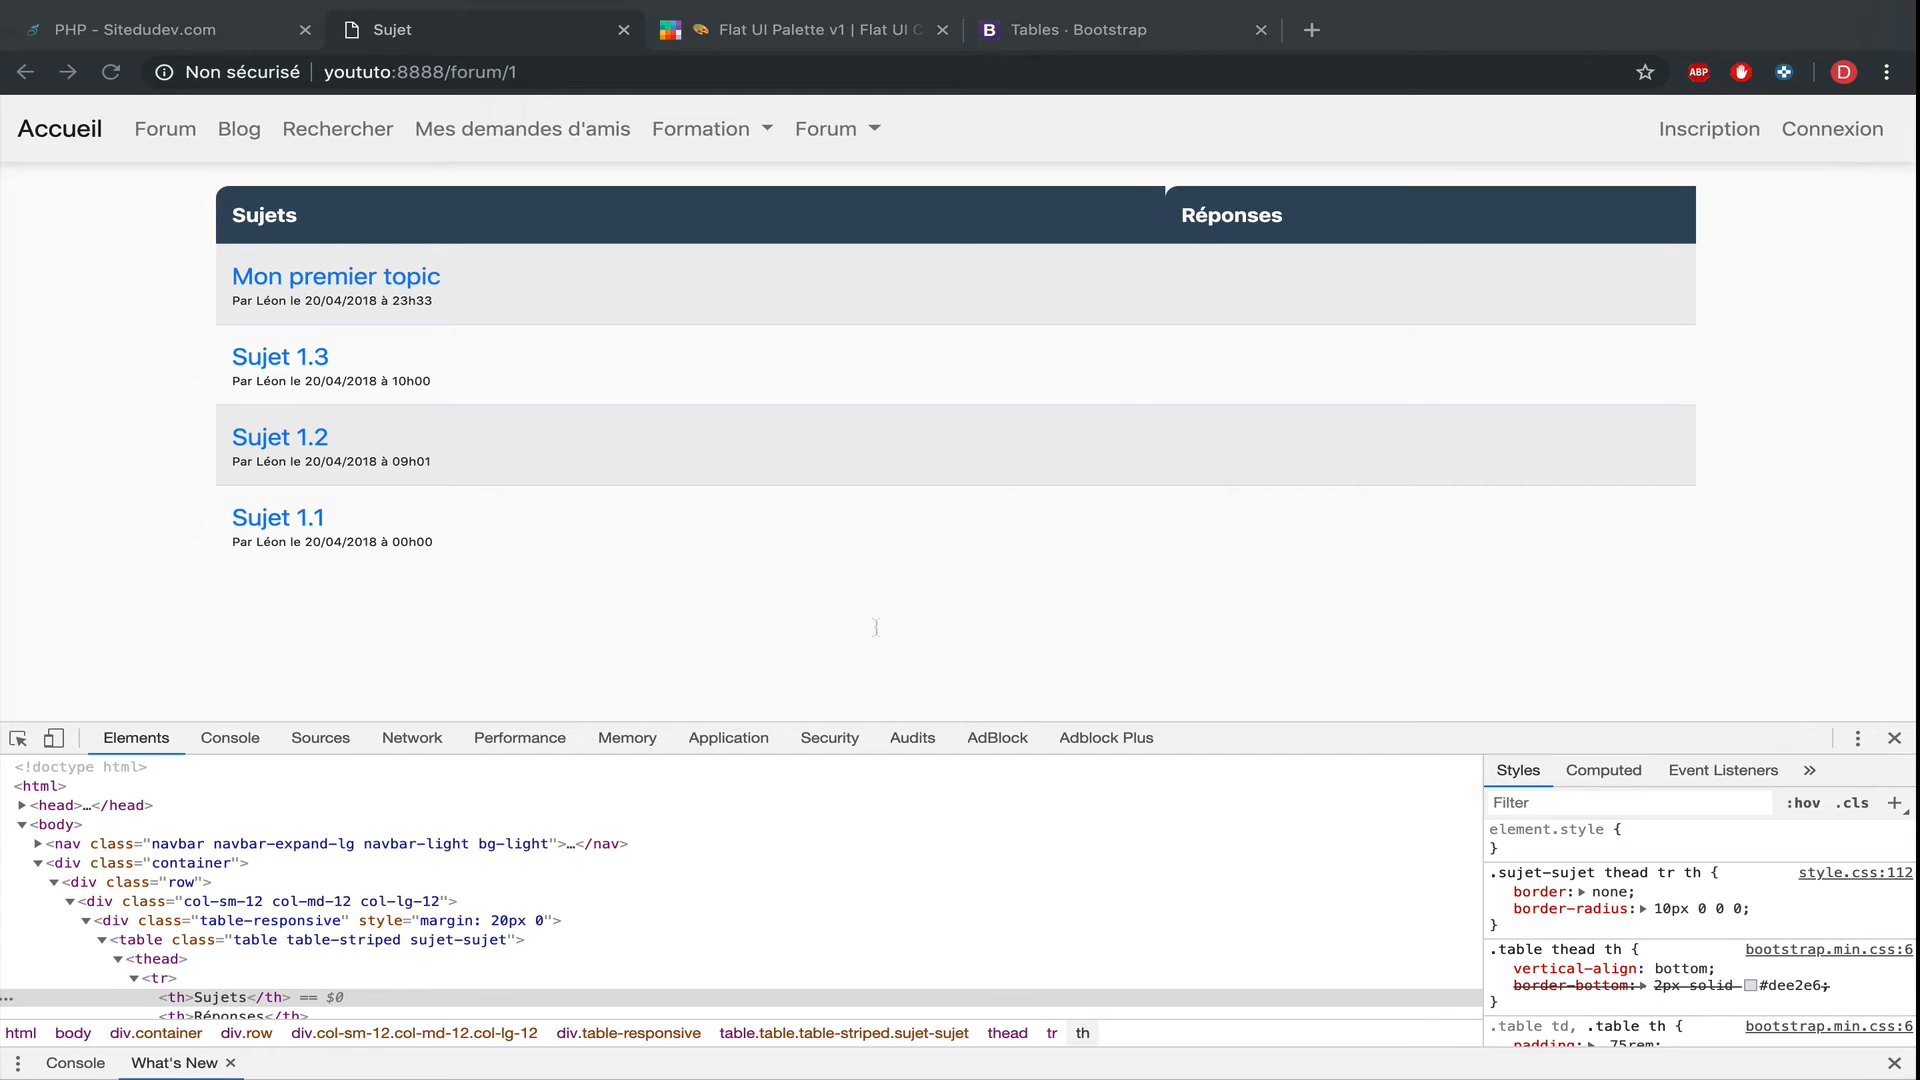 PHP - Sitedudev.com
Sujet
Flat UI Palette v1 | Flat UI
Tables · Bootstrap
Non sécurisé
yoututo:8888/forum/1
ABP
D
Accueil
Forum
Blog
Rechercher
Mes demandes d'amis
Formation
Forum
Inscription
Connexion
Sujets
Réponses
Mon premier topic
Par Léon le 20/04/2018 à 23h33
Sujet 1.3
Par Léon le 20/04/2018 à 10h00
Sujet 1.2
Par Léon le 20/04/2018 à 09h01
Sujet 1.1
Par Léon le 20/04/2018 à 00h00
Elements
Console
Sources
Network
Performance
Memory
Application
Security
Audits
AdBlock
Adblock Plus
<!doctype html>
<html>
<head>…</head>
<body>
<nav class="navbar navbar-expand-lg navbar-light bg-light">…</nav>
<div class="container">
<div class="row">
<div class="col-sm-12 col-md-12 col-lg-12">
<div class="table-responsive" style="margin: 20px 0">
<table class="table table-striped sujet-sujet">
<thead>
<tr>
<th>Sujets</th> == $0
<th>Réponses</th>
html
body
div.container
div.row
div.col-sm-12.col-md-12.col-lg-12
div.table-responsive
table.table.table-striped.sujet-sujet
thead
tr
th
Styles
Computed
Event Listeners
Filter
:hov
.cls
element.style {
}
.sujet-sujet thead tr th {
style.css:112
border: none;
border-radius: 10px 0 0 0;
}
.table thead th {
bootstrap.min.css:6
vertical-align: bottom;
border-bottom: 2px solid #dee2e6;
}
.table td, .table th {
bootstrap.min.css:6
padding: .75rem;
Console
What's New